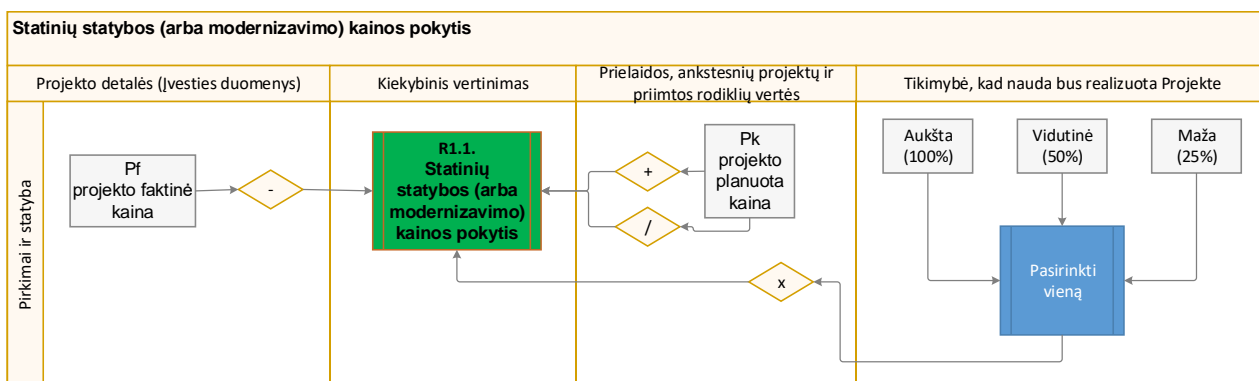 Statinių statybos (arba modernizavimo) kainos pokytis
Projekto detalės (Įvesties duomenys)
Kiekybinis vertinimas
Prielaidos, ankstesnių projektų ir
priimtos rodiklių vertės
Tikimybė, kad nauda bus realizuota Projekte
Pirkimai ir statyba
Pf
projekto faktinė
kaina
-
R1.1.
Statinių
statybos (arba
modernizavimo)
kainos pokytis
+
/
Pk
projekto
planuota
kaina
x
Aukšta
(100%)
Vidutinė
(50%)
Maža
(25%)
Pasirinkti
vieną